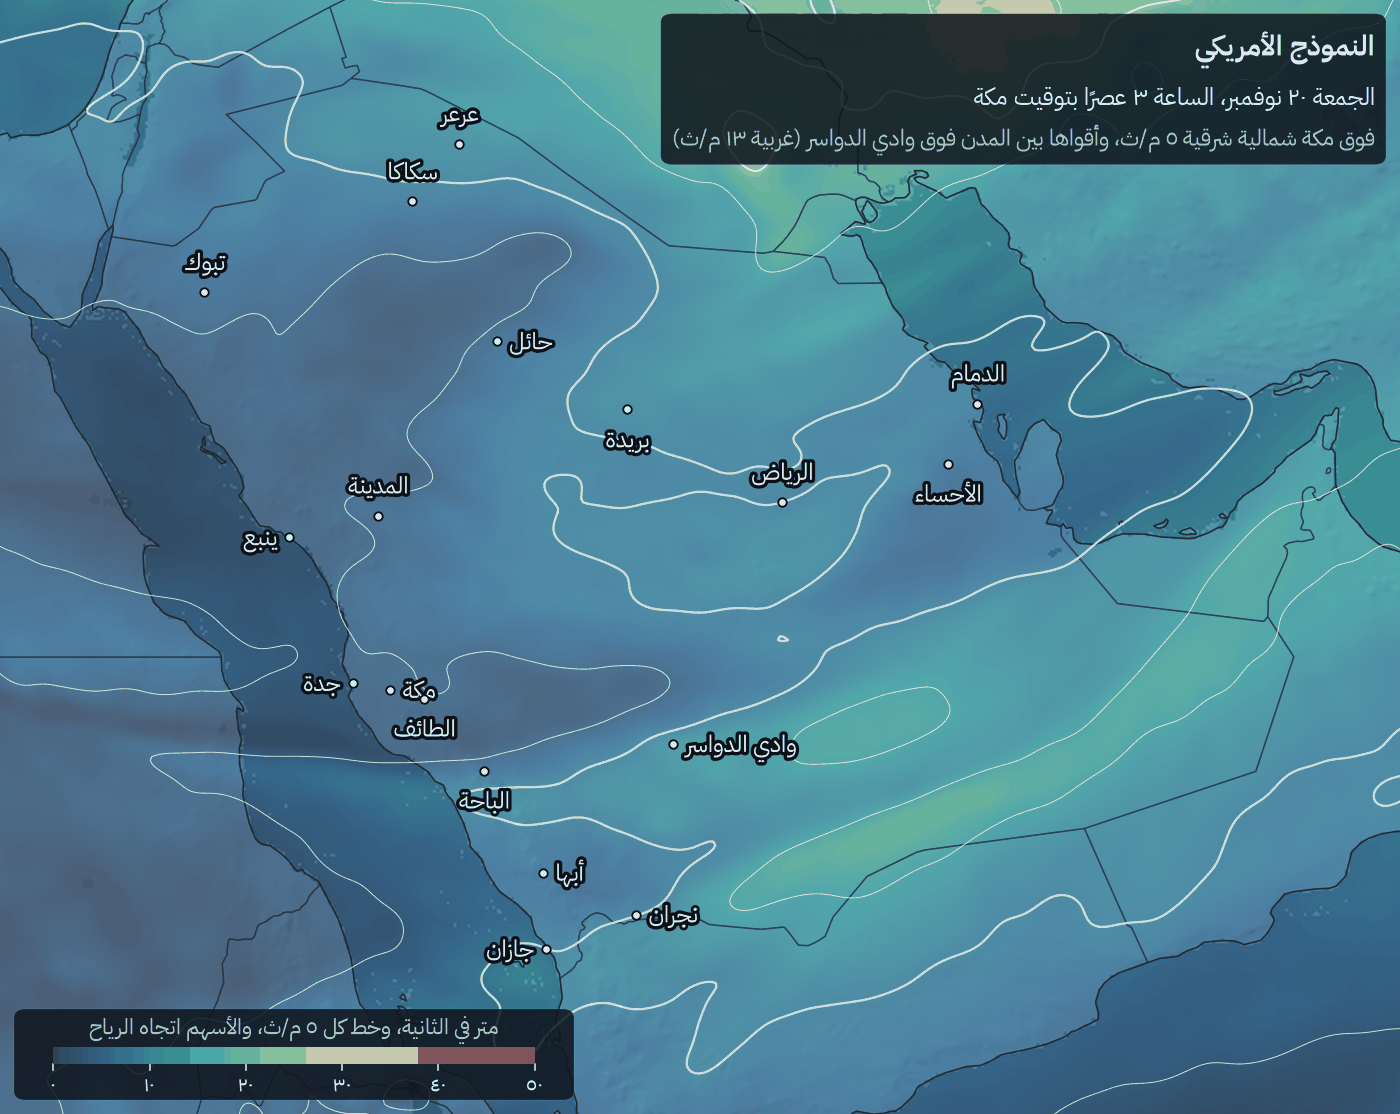 النموذج الأمريكي
الجمعة ٢٠ نوفمبر، الساعة ٣ عصرًا بتوقيت مكة
فوق مكة شمالية شرقية ٥ م/ث، وأقواها بين المدن فوق وادي الدواسر (غربية ١٣ م/ث)
عرعر
سكاكا
تبوك
حائل
الدمام
بريدة
الرياض
المدينة
الأحساء
ينبع
جدة
مكة
الطائف
وادي الدواسر
الباحة
أبها
نجران
جازان
متر في الثانية، وخط كل ٥ م/ث، والأسهم اتجاه الرياح
٠ ١٠ ٢٠ ٣٠ ٤٠ ٥٠